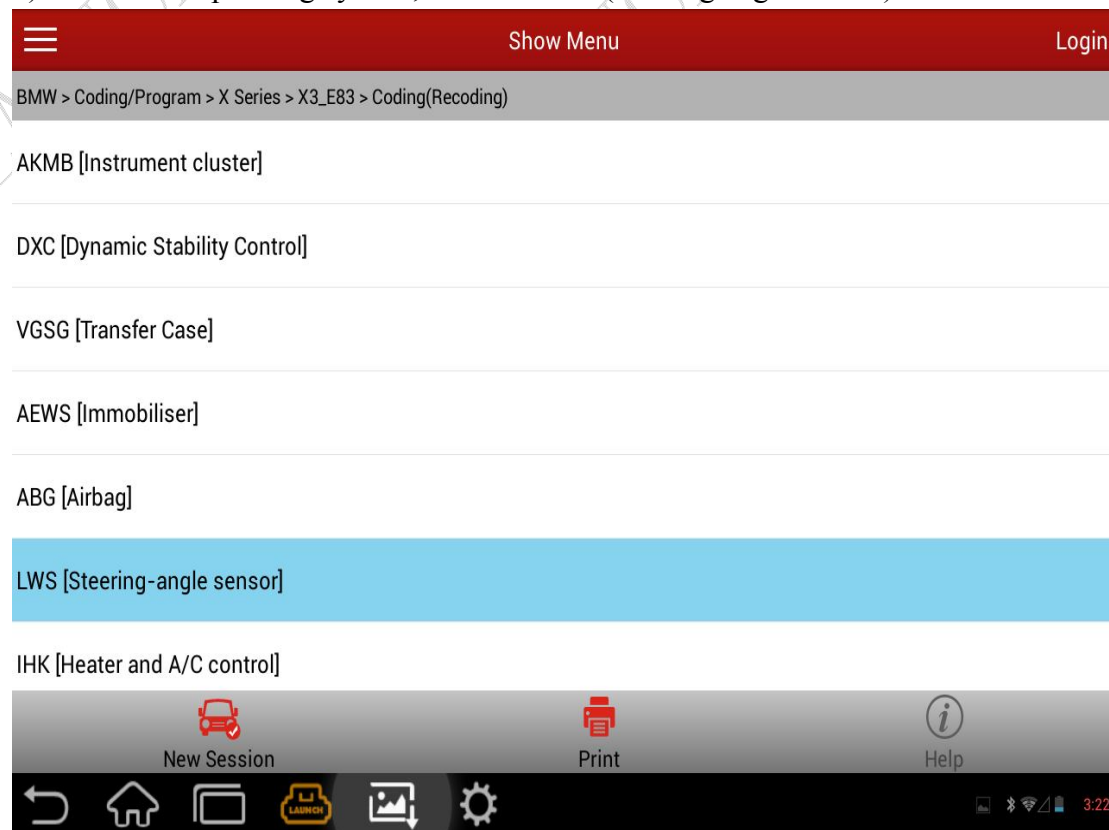 Show Menu
Login
BMW > Coding/Program > X Series > X3_E83 > Coding(Recoding)
AKMB [Instrument cluster]
DXC [Dynamic Stability Control]
VGSG [Transfer Case]
AEWS [Immobiliser]
ABG [Airbag]
LWS [Steering-angle sensor]
IHK [Heater and A/C control]
New Session
Print
Help
LAUNCH
3:22